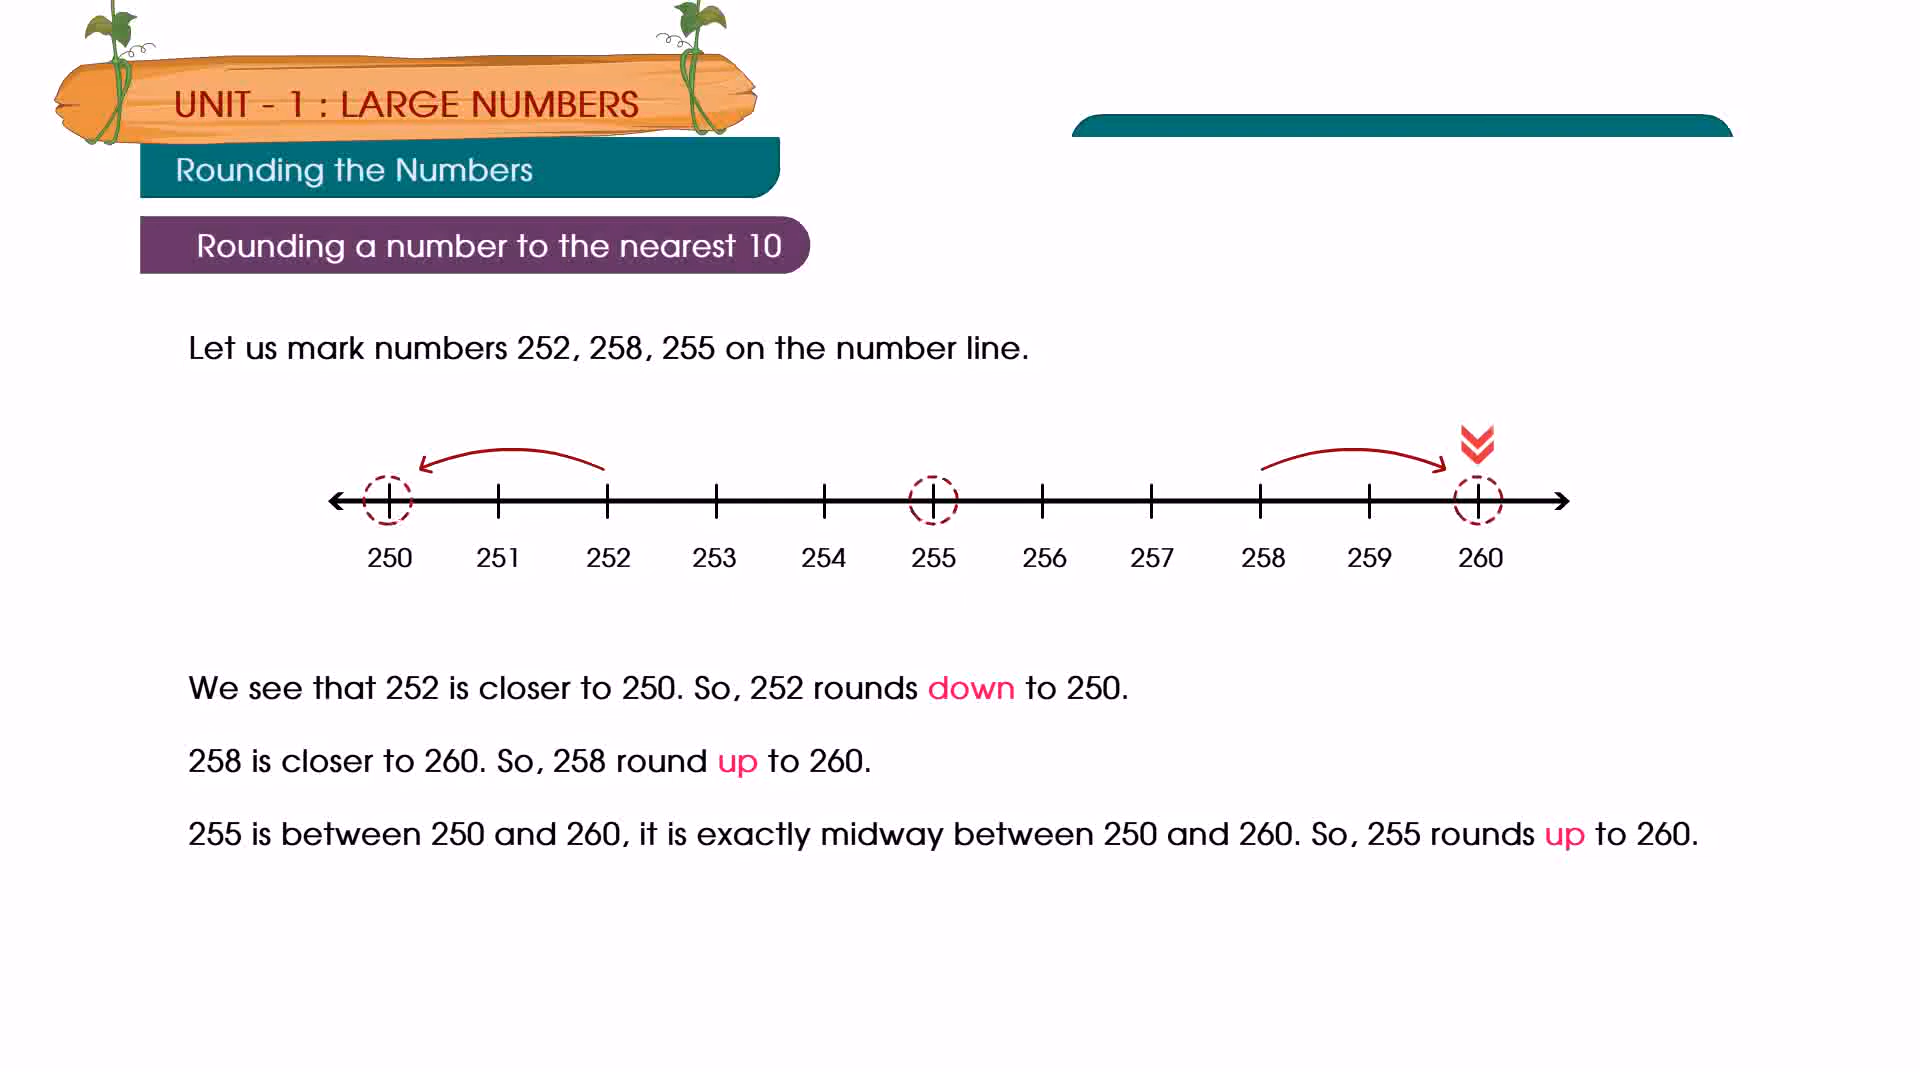 UNIT - 1 : LARGE NUMBERS
Rounding the Numbers
Rounding a number to the nearest 10
Let us mark numbers 252, 258, 255 on the number line.
250 251 252 253 254 255 256 257 258 259 260
We see that 252 is closer to 250. So, 252 rounds down to 250.
258 is closer to 260. So, 258 round up to 260.
255 is between 250 and 260, it is exactly midway between 250 and 260. So, 255 rounds up to 260.